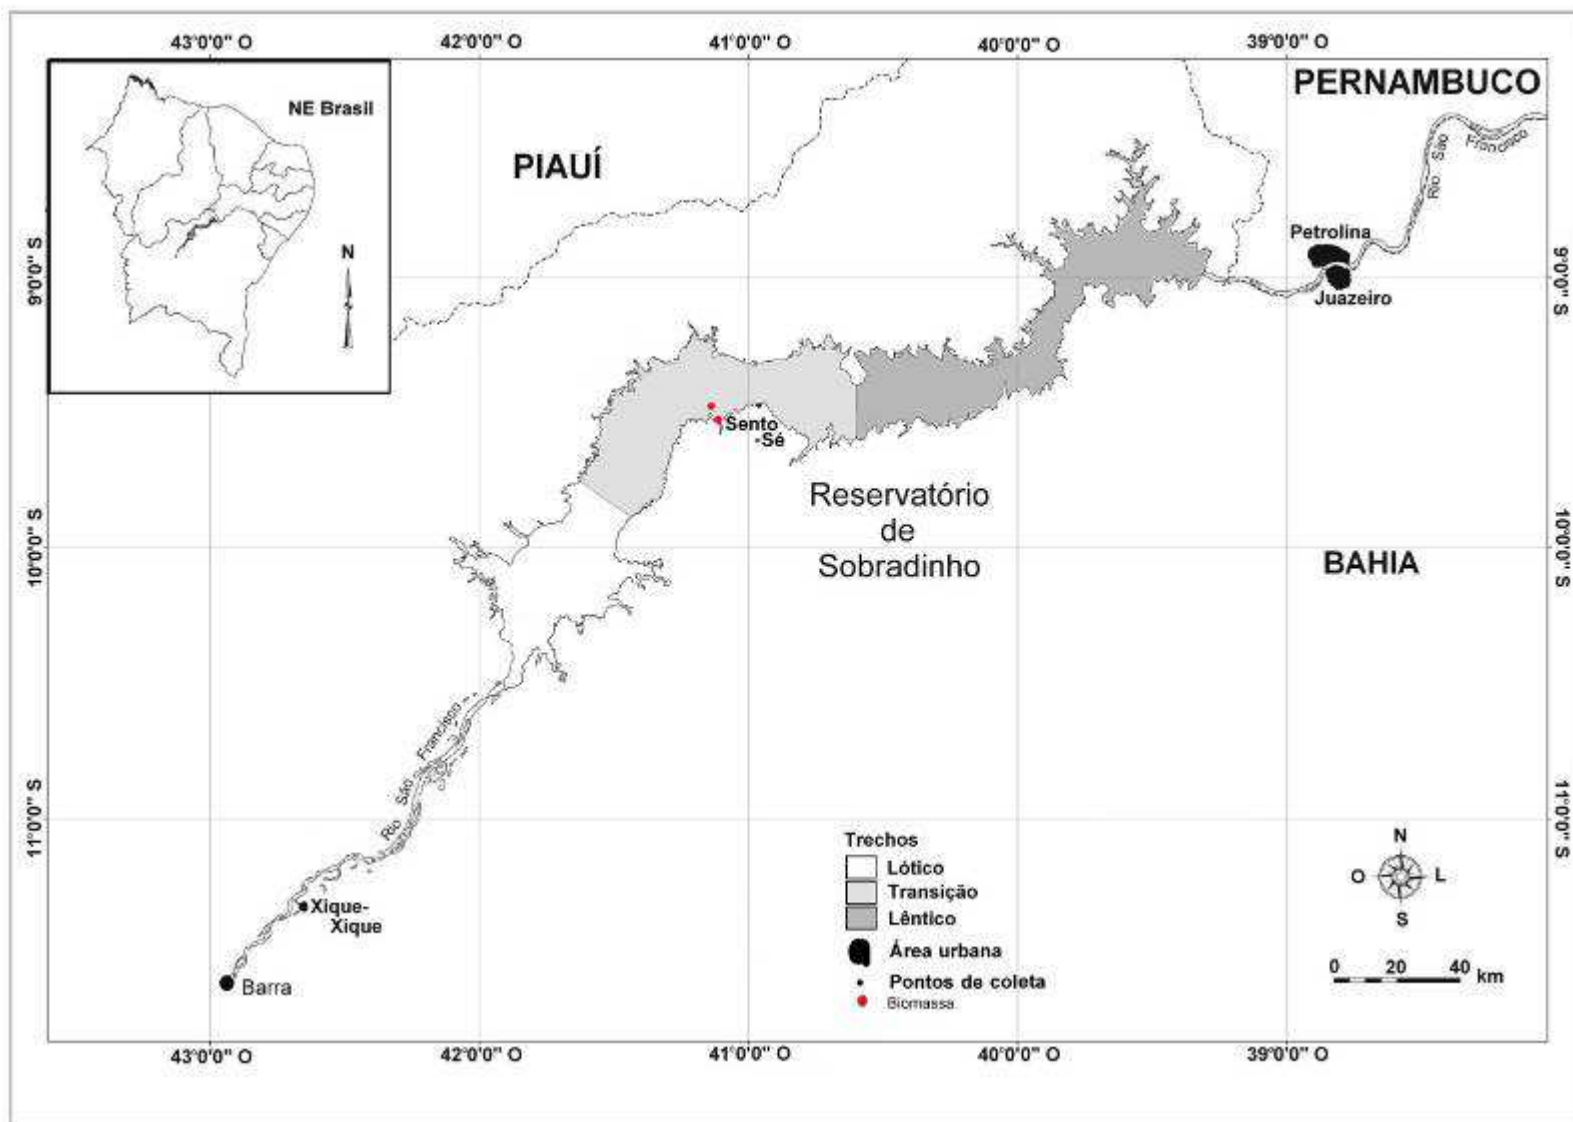 43°0'0" O
42°0'0" O
41°0'0" O
40°0'0" O
39°0'0" O
NE Brasil
N
PIAUÍ
PERNAMBUCO
Rio São Francisco
Petrolina
Juazeiro
9°0'0" S
9°0'0" S
Sento
-Sé
Reservatório
de
Sobradinho
10°0'0" S
10°0'0" S
BAHIA
Rio São Francisco
11°0'0" S
11°0'0" S
Xique-
Xique
Barra
Trechos
Lótico
Transição
Lêntico
Área urbana
Pontos de coleta
Biomassa
N
O
L
S
0 20 40 km
43°0'0" O
42°0'0" O
41°0'0" O
40°0'0" O
39°0'0" O